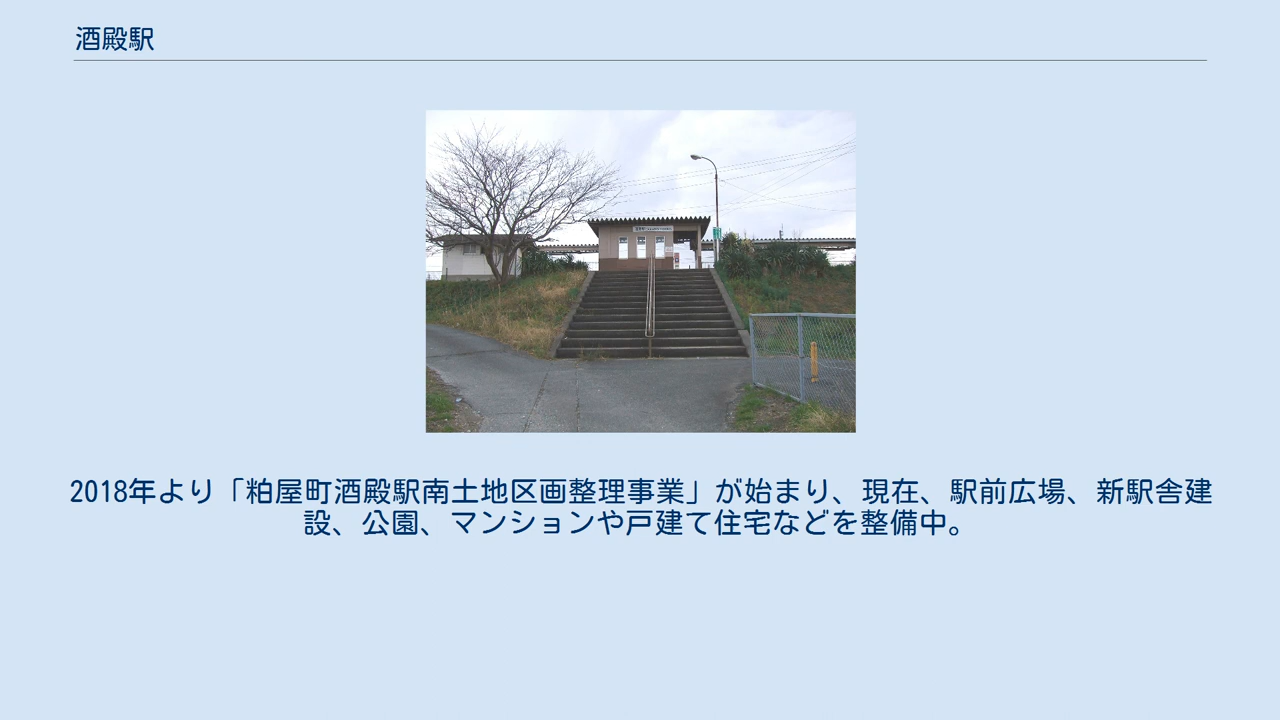 酒殿駅
2018年より「粕屋町酒殿駅南土地区画整理事業」が始まり、現在、駅前広場、新駅舎建
設、公園、マンションや戸建て住宅などを整備中。